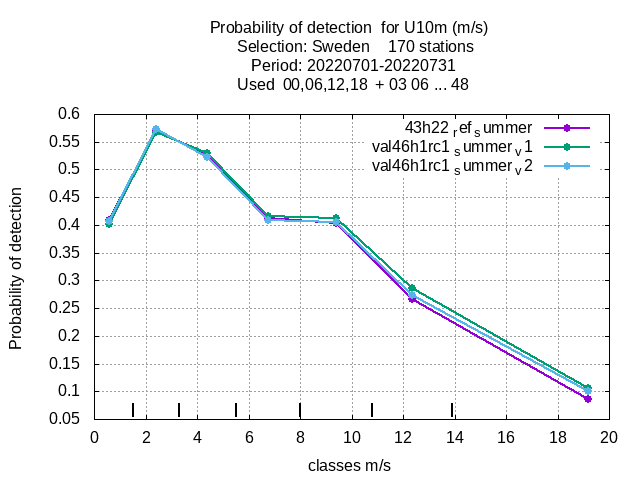 Probability of detection  for U10m (m/s)
Selection: Sweden    170 stations
Period: 20220701-20220731
Used  00,06,12,18  + 03 06 ... 48
43h22 ref summer
val46h1rc1 summer v1
val46h1rc1 summer v2
Probability of detection
0.6
0.55
0.5
0.45
0.4
0.35
0.3
0.25
0.2
0.15
0.1
0.05
0 2 4 6 8 10 12 14 16 18 20
classes m/s